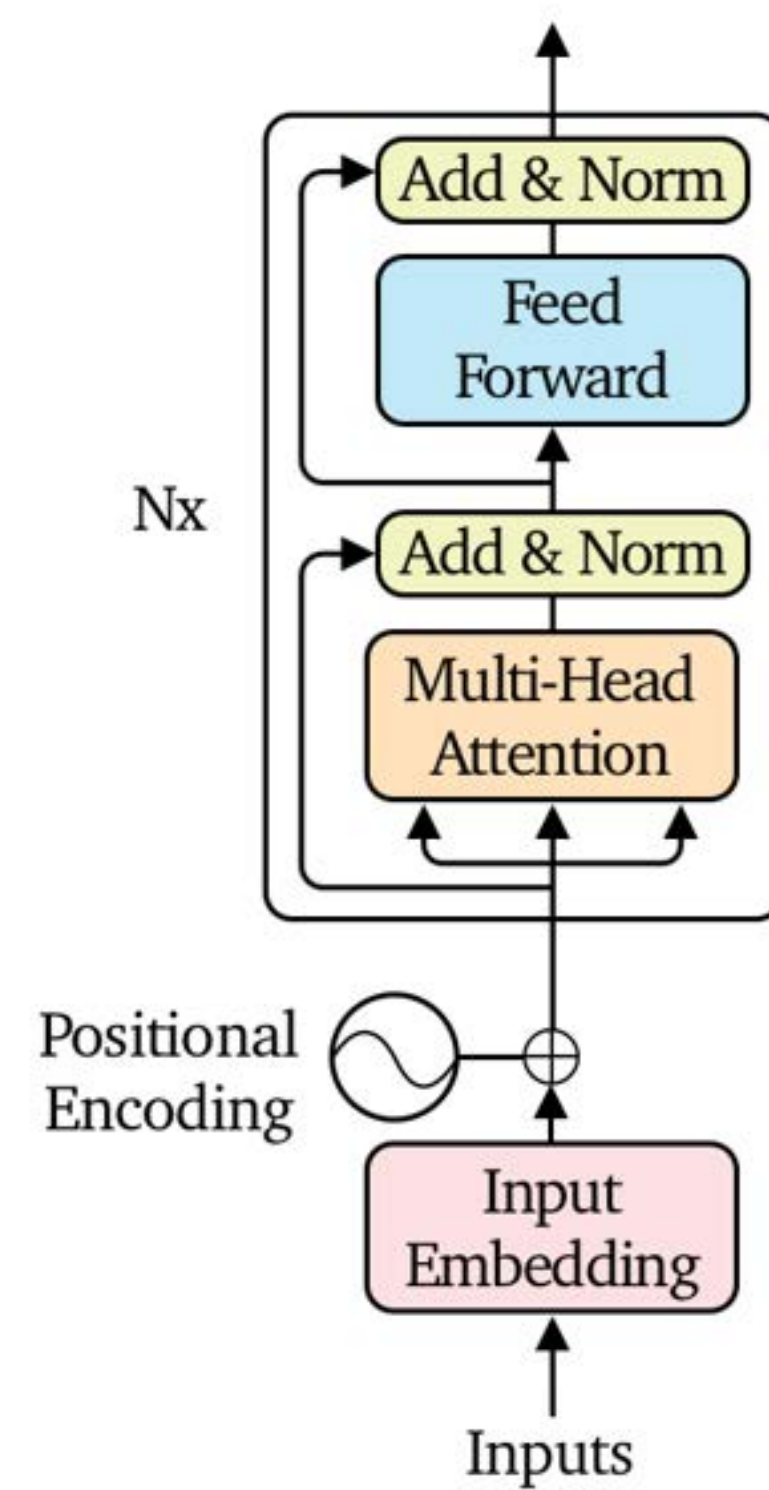 Add & Norm
Feed
Forward
Nx
Add & Norm
Multi-Head
Attention
Positional
Encoding
Input
Embedding
Inputs